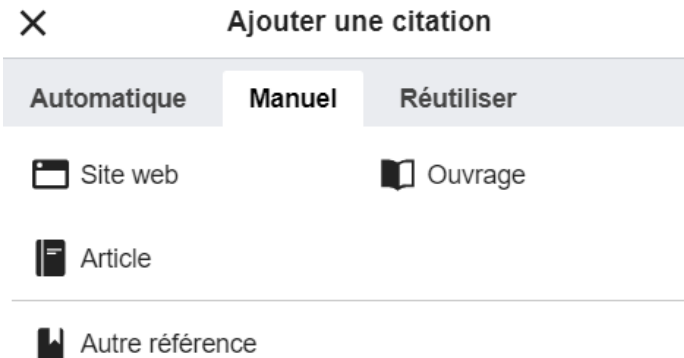 Ajouter une citation
Automatique Manuel Réutiliser
Site web Ouvrage
Article
Autre référence